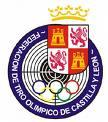 FEDERACION DE TIRO OLIMPICO DE CASTILLA Y LEON